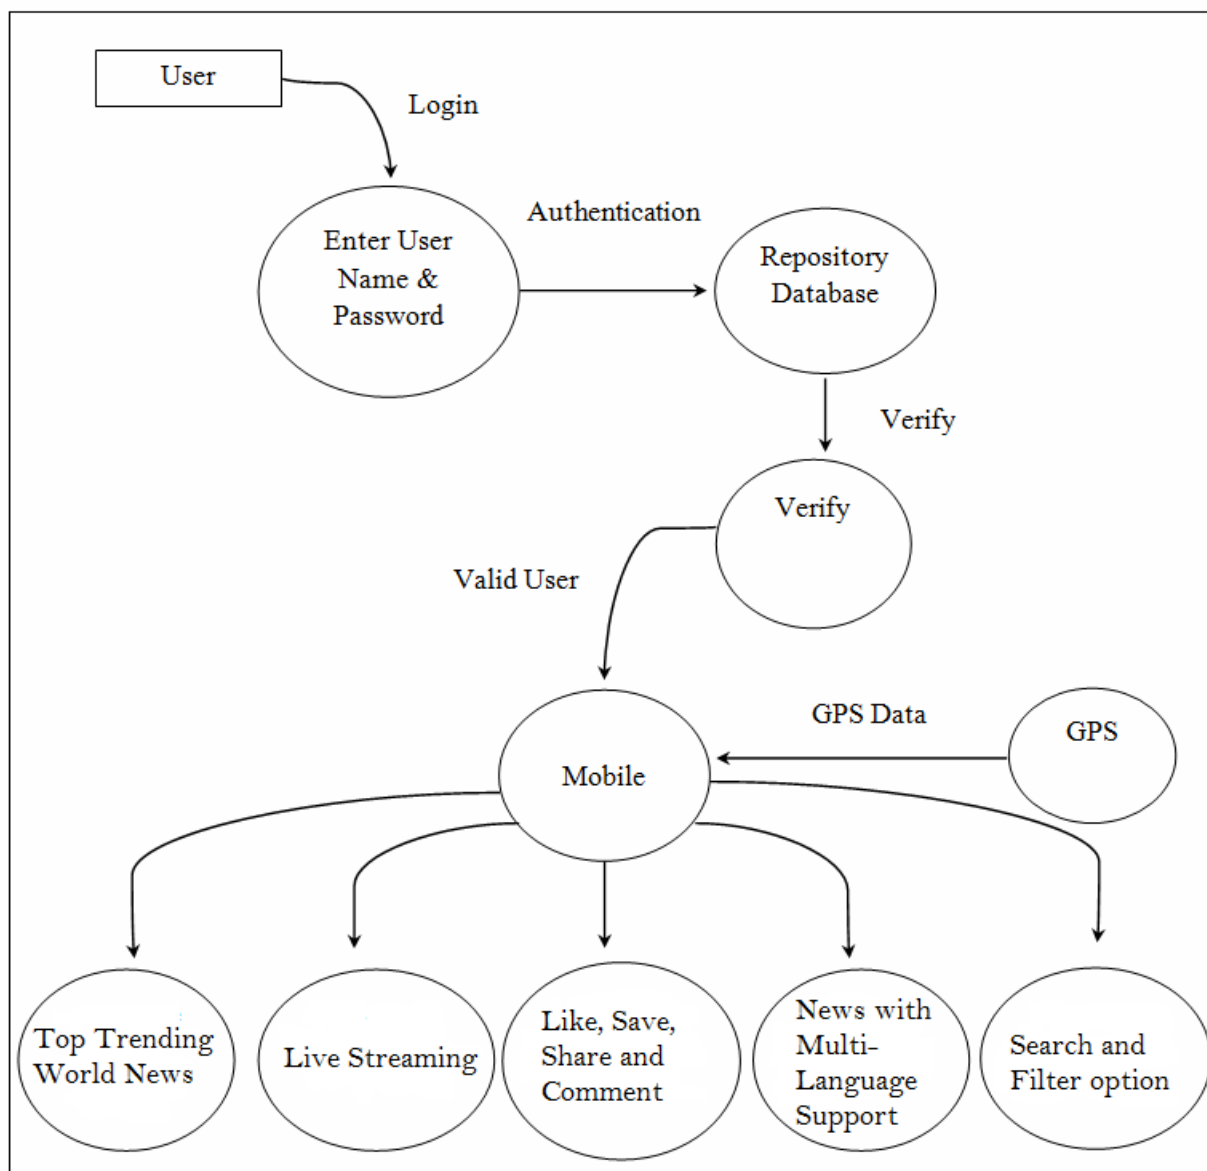 User
Login
Enter User
Name &
Password
Authentication
Repository
Database
Verify
Verify
Valid User
GPS Data
GPS
Mobile
Top Trending
World News
Live Streaming
Like, Save,
Share and
Comment
News with
Multi-
Language
Support
Search and
Filter option